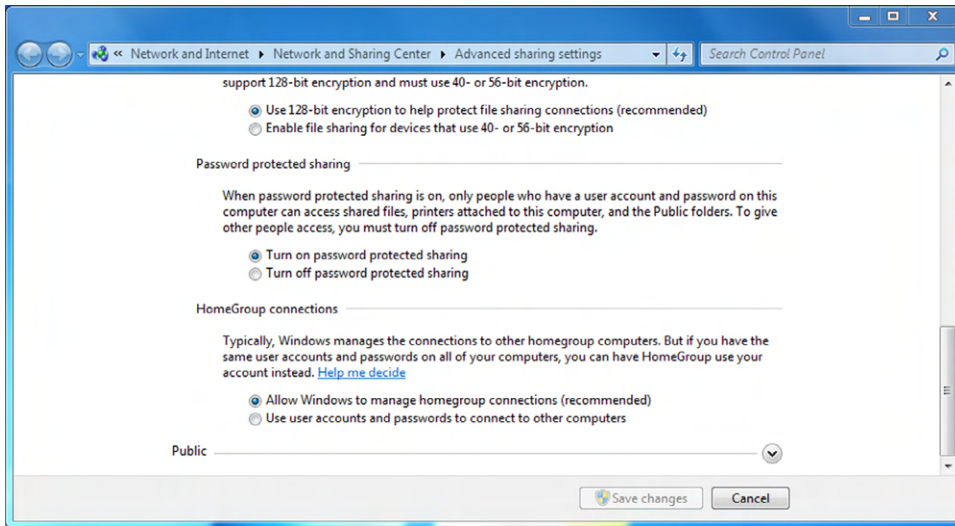 « Network and Internet ▸ Network and Sharing Center ▸ Advanced sharing settings
Search Control Panel
support 128-bit encryption and must use 40- or 56-bit encryption.
Use 128-bit encryption to help protect file sharing connections (recommended)
Enable file sharing for devices that use 40- or 56-bit encryption
Password protected sharing
When password protected sharing is on, only people who have a user account and password on this
computer can access shared files, printers attached to this computer, and the Public folders. To give
other people access, you must turn off password protected sharing.
Turn on password protected sharing
Turn off password protected sharing
HomeGroup connections
Typically, Windows manages the connections to other homegroup computers. But if you have the
same user accounts and passwords on all of your computers, you can have HomeGroup use your
account instead. Help me decide
Allow Windows to manage homegroup connections (recommended)
Use user accounts and passwords to connect to other computers
Public
Save changes
Cancel